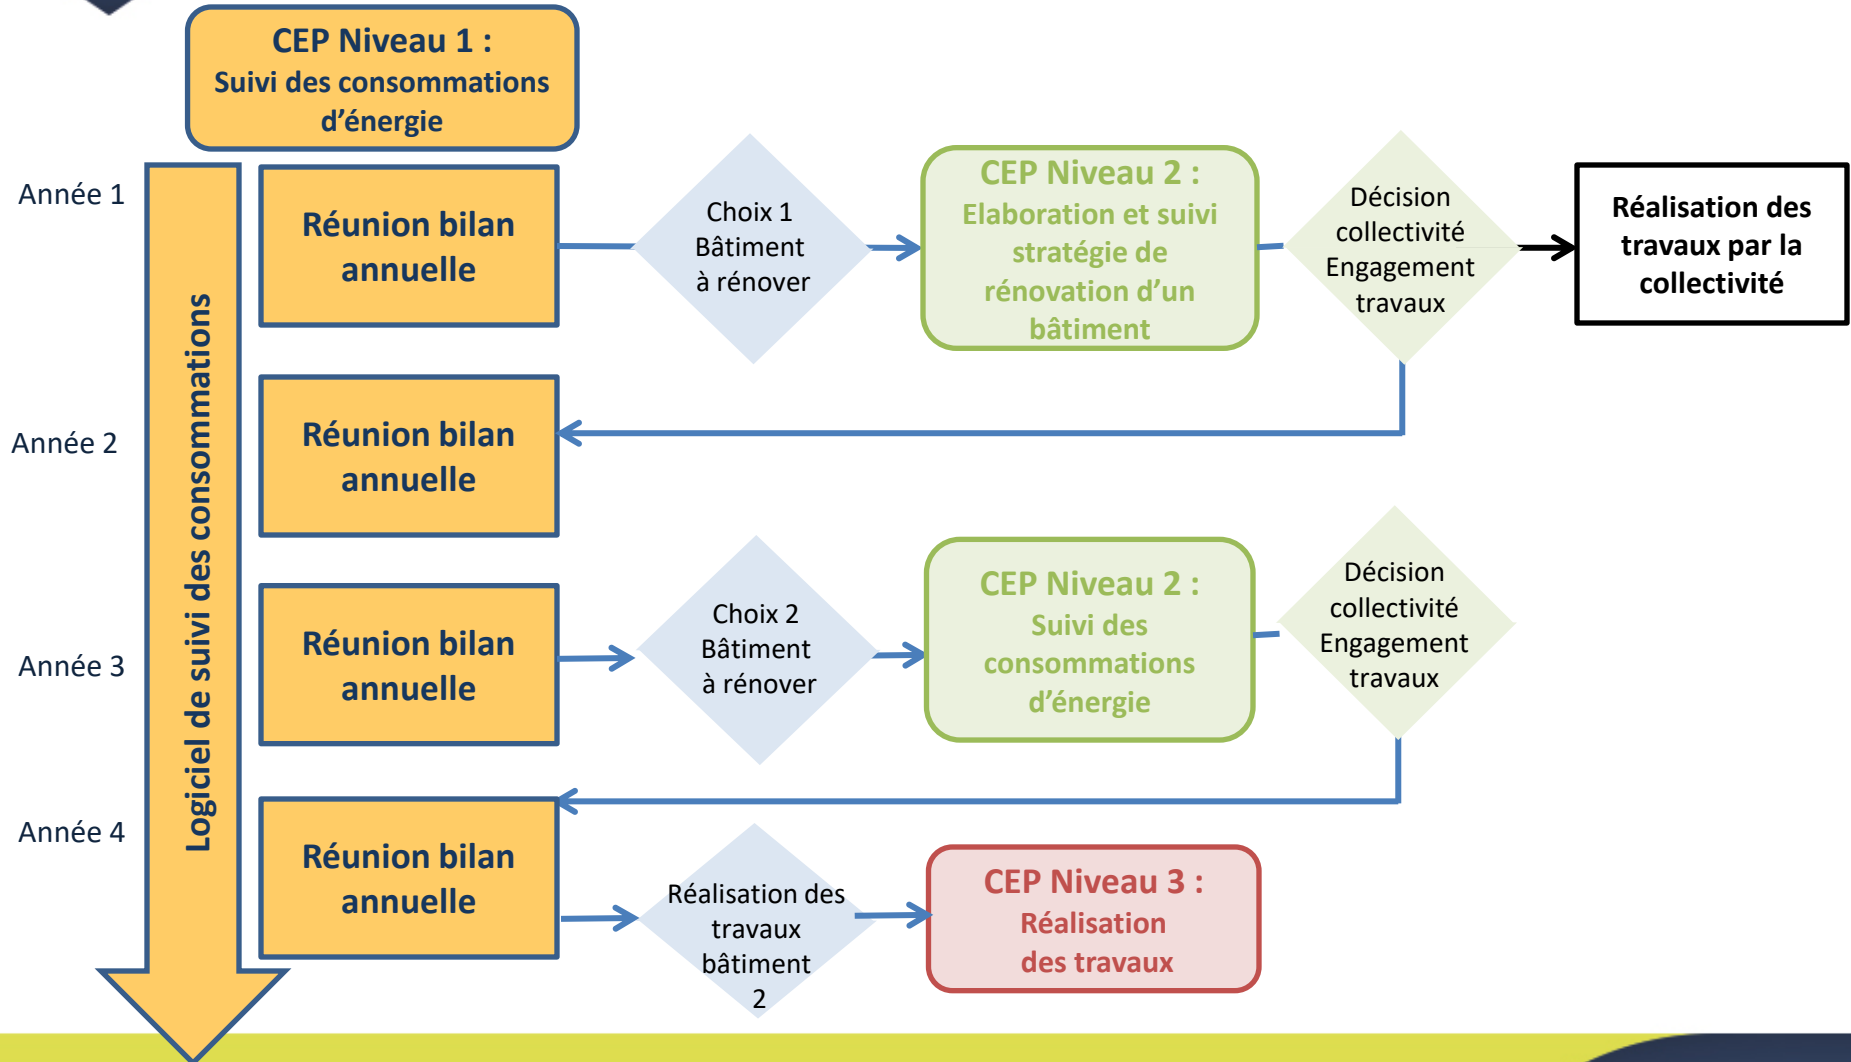 CEP Niveau 1 :
Suivi des consommations
d’énergie
Logiciel de suivi des consommations
Année 1
Réunion bilan
annuelle
Choix 1
Bâtiment
à rénover
CEP Niveau 2 :
Elaboration et suivi
stratégie de
rénovation d’un
bâtiment
Décision
collectivité
Engagement
travaux
Réalisation des
travaux par la
collectivité
Année 2
Réunion bilan
annuelle
Année 3
Réunion bilan
annuelle
Choix 2
Bâtiment
à rénover
CEP Niveau 2 :
Suivi des
consommations
d’énergie
Décision
collectivité
Engagement
travaux
Année 4
Réunion bilan
annuelle
Réalisation des
travaux
bâtiment
2
CEP Niveau 3 :
Réalisation
des travaux